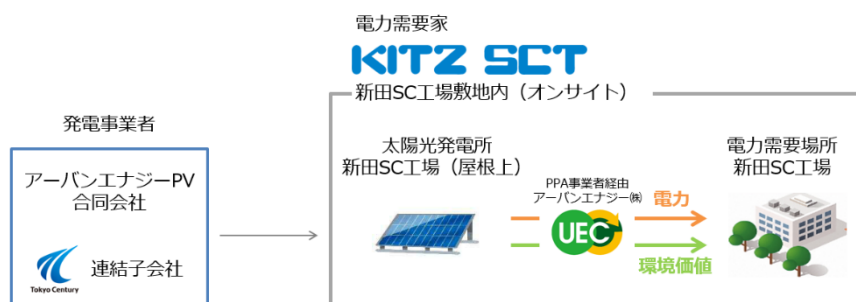 電力需要家
KITZ SCT
新田SC工場敷地内（オンサイト）
発電事業者
アーバンエナジーPV
合同会社
Tokyo Century
連結子会社
太陽光発電所
新田SC工場（屋根上）
PPA事業者経由
アーバンエナジー㈱
UEC
電力
環境価値
電力需要場所
新田SC工場